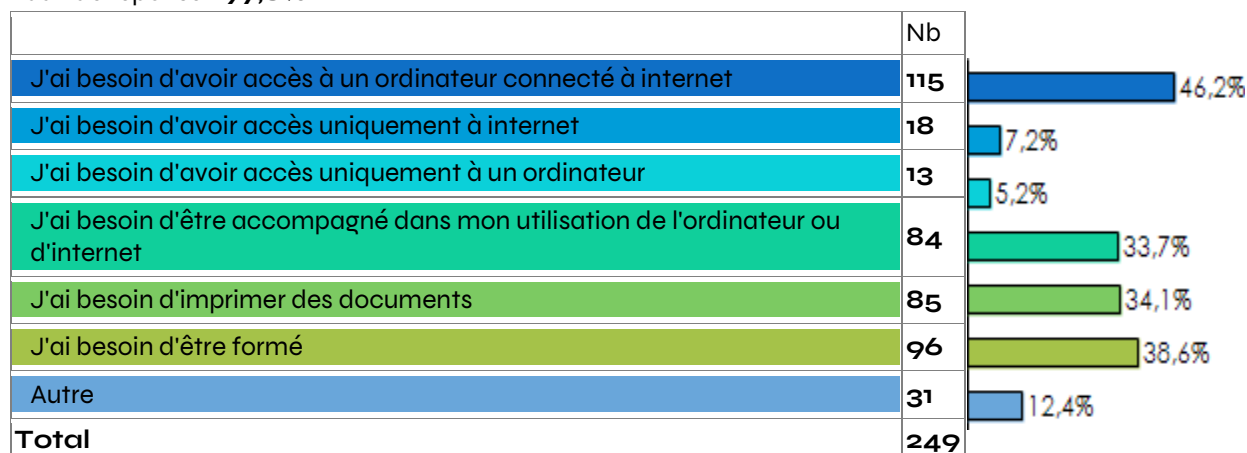 Nb
J'ai besoin d'avoir accès à un ordinateur connecté à internet 115 46,2%
J'ai besoin d'avoir accès uniquement à internet 18 7,2%
J'ai besoin d'avoir accès uniquement à un ordinateur 13 5,2%
J'ai besoin d'être accompagné dans mon utilisation de l'ordinateur ou
d'internet 84 33,7%
J'ai besoin d'imprimer des documents 85 34,1%
J'ai besoin d'être formé 96 38,6%
Autre 31 12,4%
Total 249